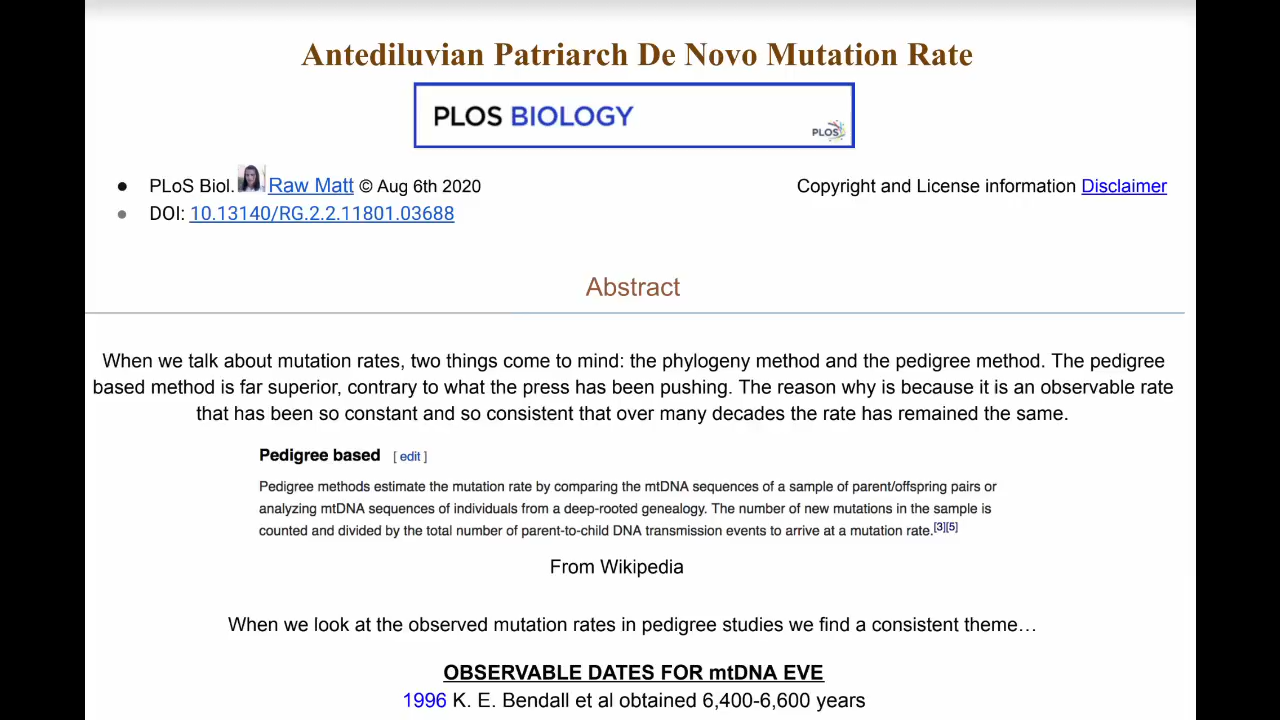 Antediluvian Patriarch De Novo Mutation Rate
PLOS BIOLOGY
PLOS
PLoS Biol. Raw Matt © Aug 6th 2020
Copyright and License information Disclaimer
DOI: 10.13140/RG.2.2.11801.03688
Abstract
When we talk about mutation rates, two things come to mind: the phylogeny method and the pedigree method. The pedigree
based method is far superior, contrary to what the press has been pushing. The reason why is because it is an observable rate
that has been so constant and so consistent that over many decades the rate has remained the same.
Pedigree based [ edit ]
Pedigree methods estimate the mutation rate by comparing the mtDNA sequences of a sample of parent/offspring pairs or
analyzing mtDNA sequences of individuals from a deep-rooted genealogy. The number of new mutations in the sample is
counted and divided by the total number of parent-to-child DNA transmission events to arrive at a mutation rate.[3][5]
From Wikipedia
When we look at the observed mutation rates in pedigree studies we find a consistent theme…
OBSERVABLE DATES FOR mtDNA EVE
1996 K. E. Bendall et al obtained 6,400-6,600 years